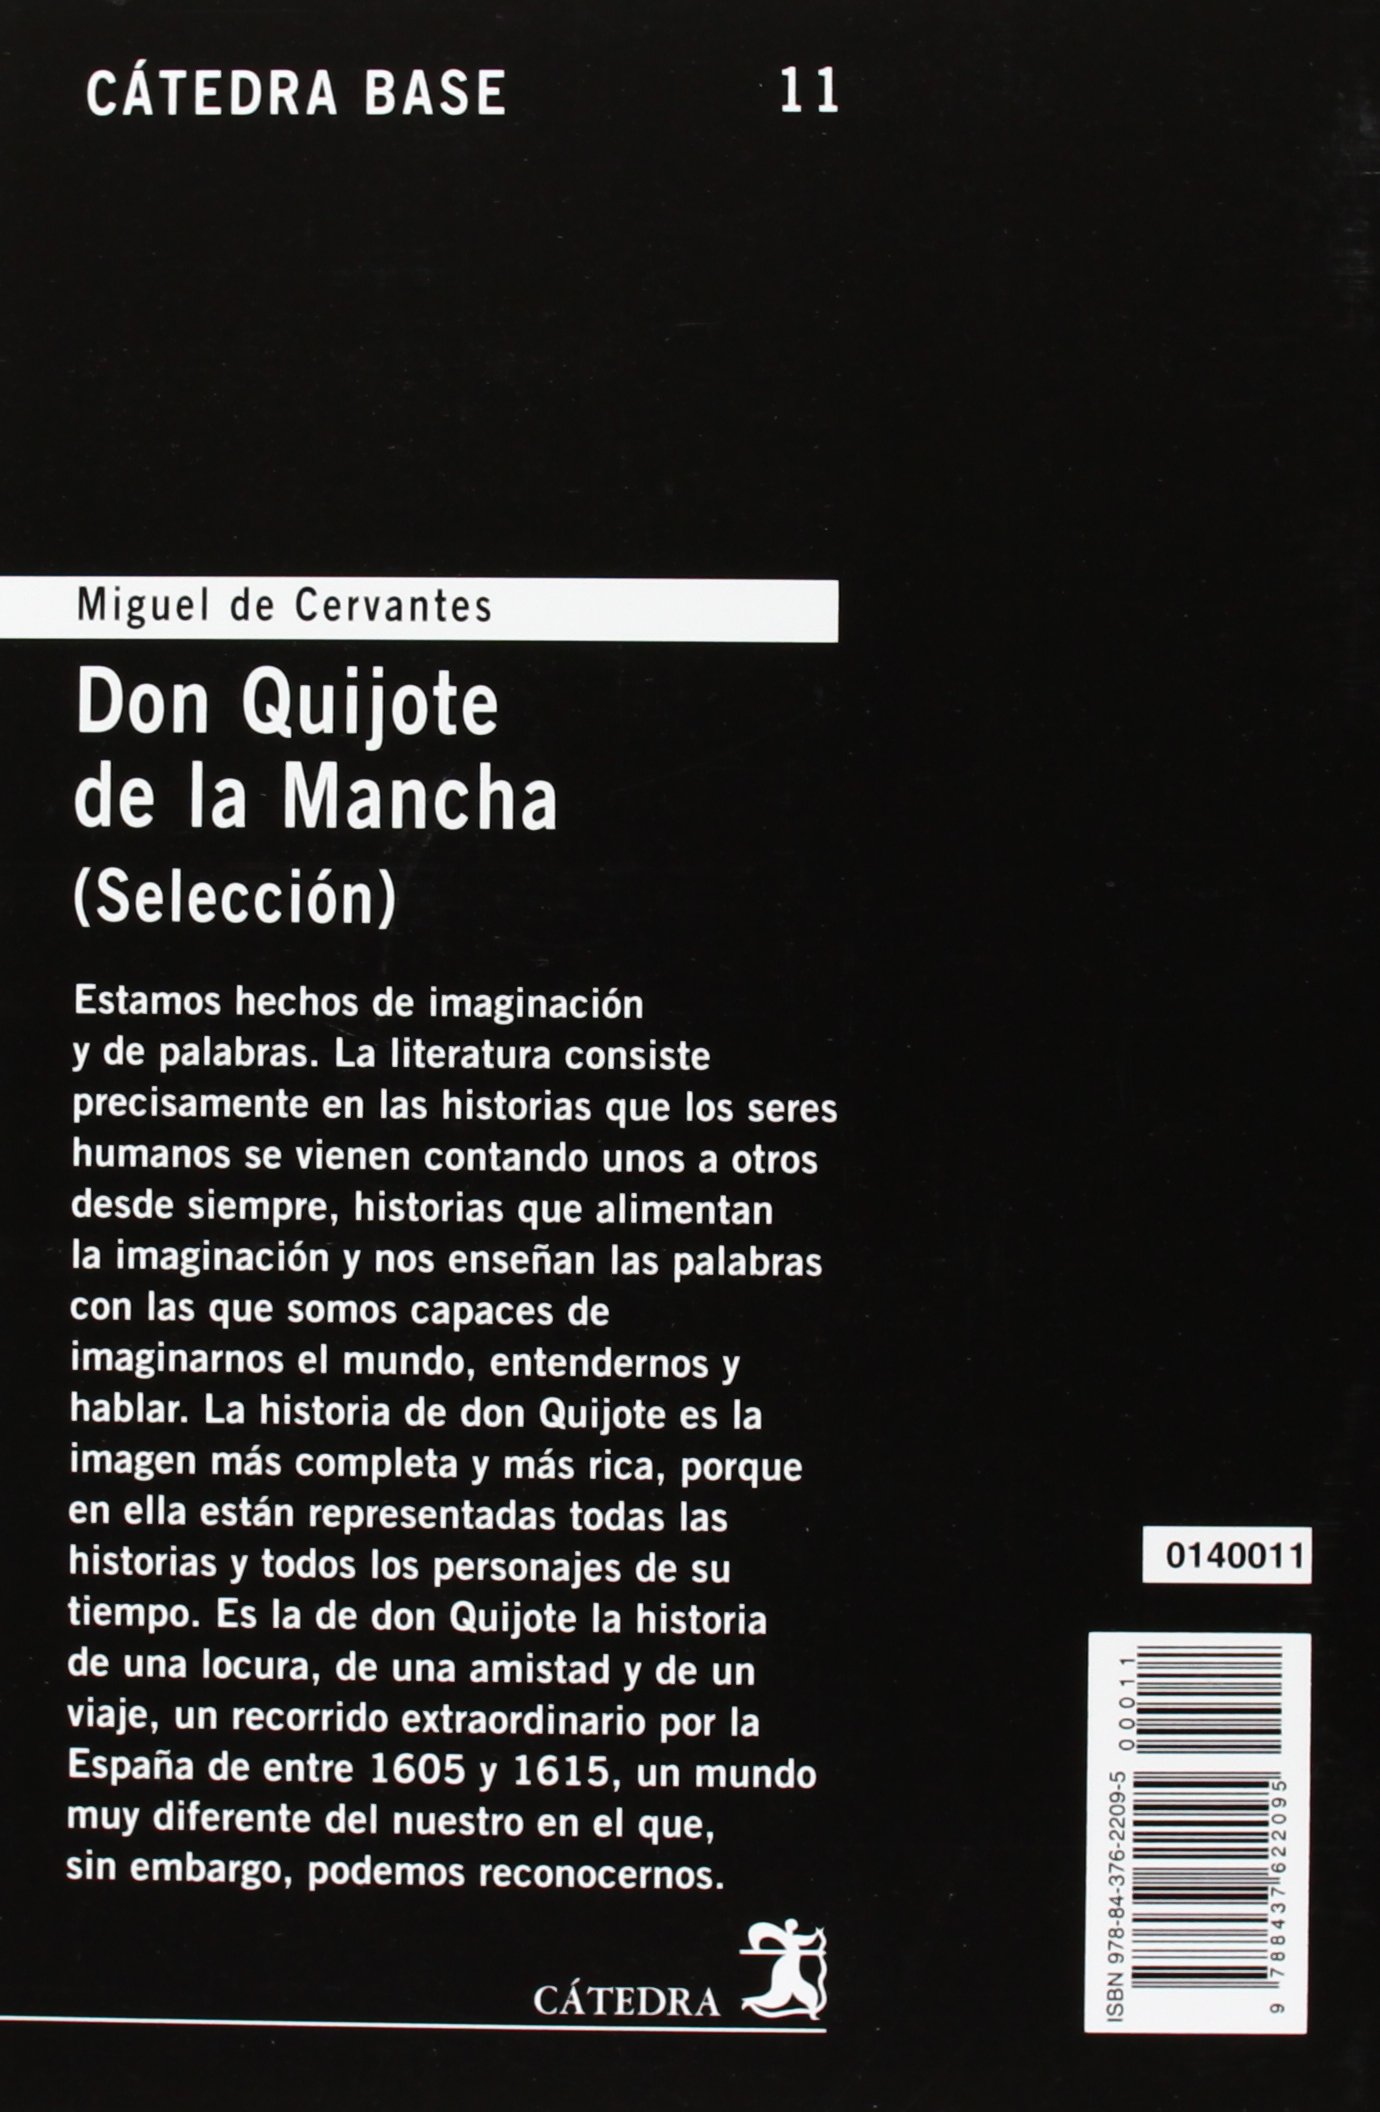 CÁTEDRA BASE 11
Miguel de Cervantes
Don Quijote
de la Mancha
(Selección)
Estamos hechos de imaginación
y de palabras. La literatura consiste
precisamente en las historias que los seres
humanos se vienen contando unos a otros
desde siempre, historias que alimentan
la imaginación y nos enseñan las palabras
con las que somos capaces de
imaginarnos el mundo, entendernos y
hablar. La historia de don Quijote es la
imagen más completa y más rica, porque
en ella están representadas todas las
historias y todos los personajes de su
tiempo. Es la de don Quijote la historia
de una locura, de una amistad y de un
viaje, un recorrido extraordinario por la
España de entre 1605 y 1615, un mundo
muy diferente del nuestro en el que,
sin embargo, podemos reconocernos.
CÁTEDRA
0140011
ISBN 978-84-376-2209-5
00011
9 788437 622095